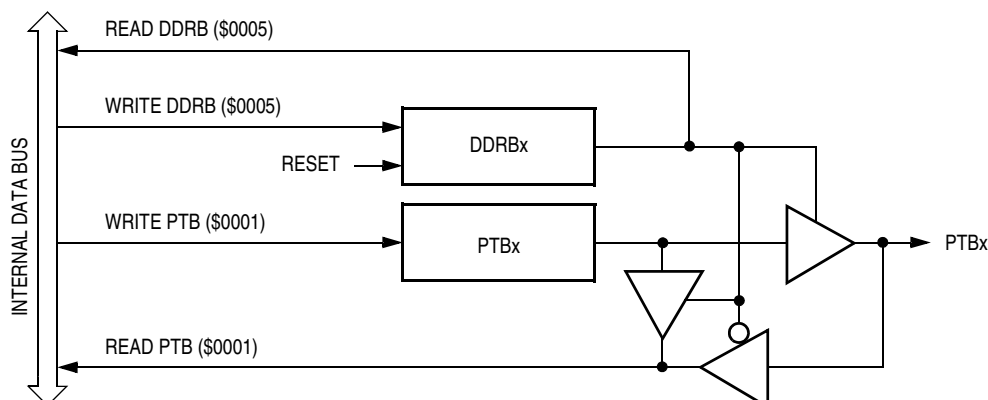 READ DDRB ($0005)
WRITE DDRB ($0005)
DDRBx
RESET
INTERNAL DATA BUS
WRITE PTB ($0001)
PTBx
PTBx
READ PTB ($0001)